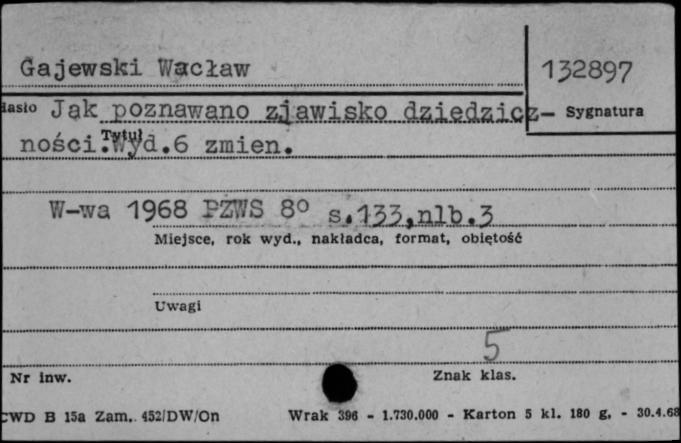 Gajewski Wacław
132897
Hasło Jak poznawano zjawisko dziedzicz- Sygnatura
Tytuł
ności. Wyd.6 zmien.
W-wa 1968 PZWS 8º s.133,nlb.3
Miejsce, rok wyd., nakładca, format, objętość
Uwagi
5
Nr inw. Znak klas.
CWD B 15a Zam. 452/DW/On Wrak 396 - 1.730.000 - Karton 5 kl. 180 g. - 30.4.68